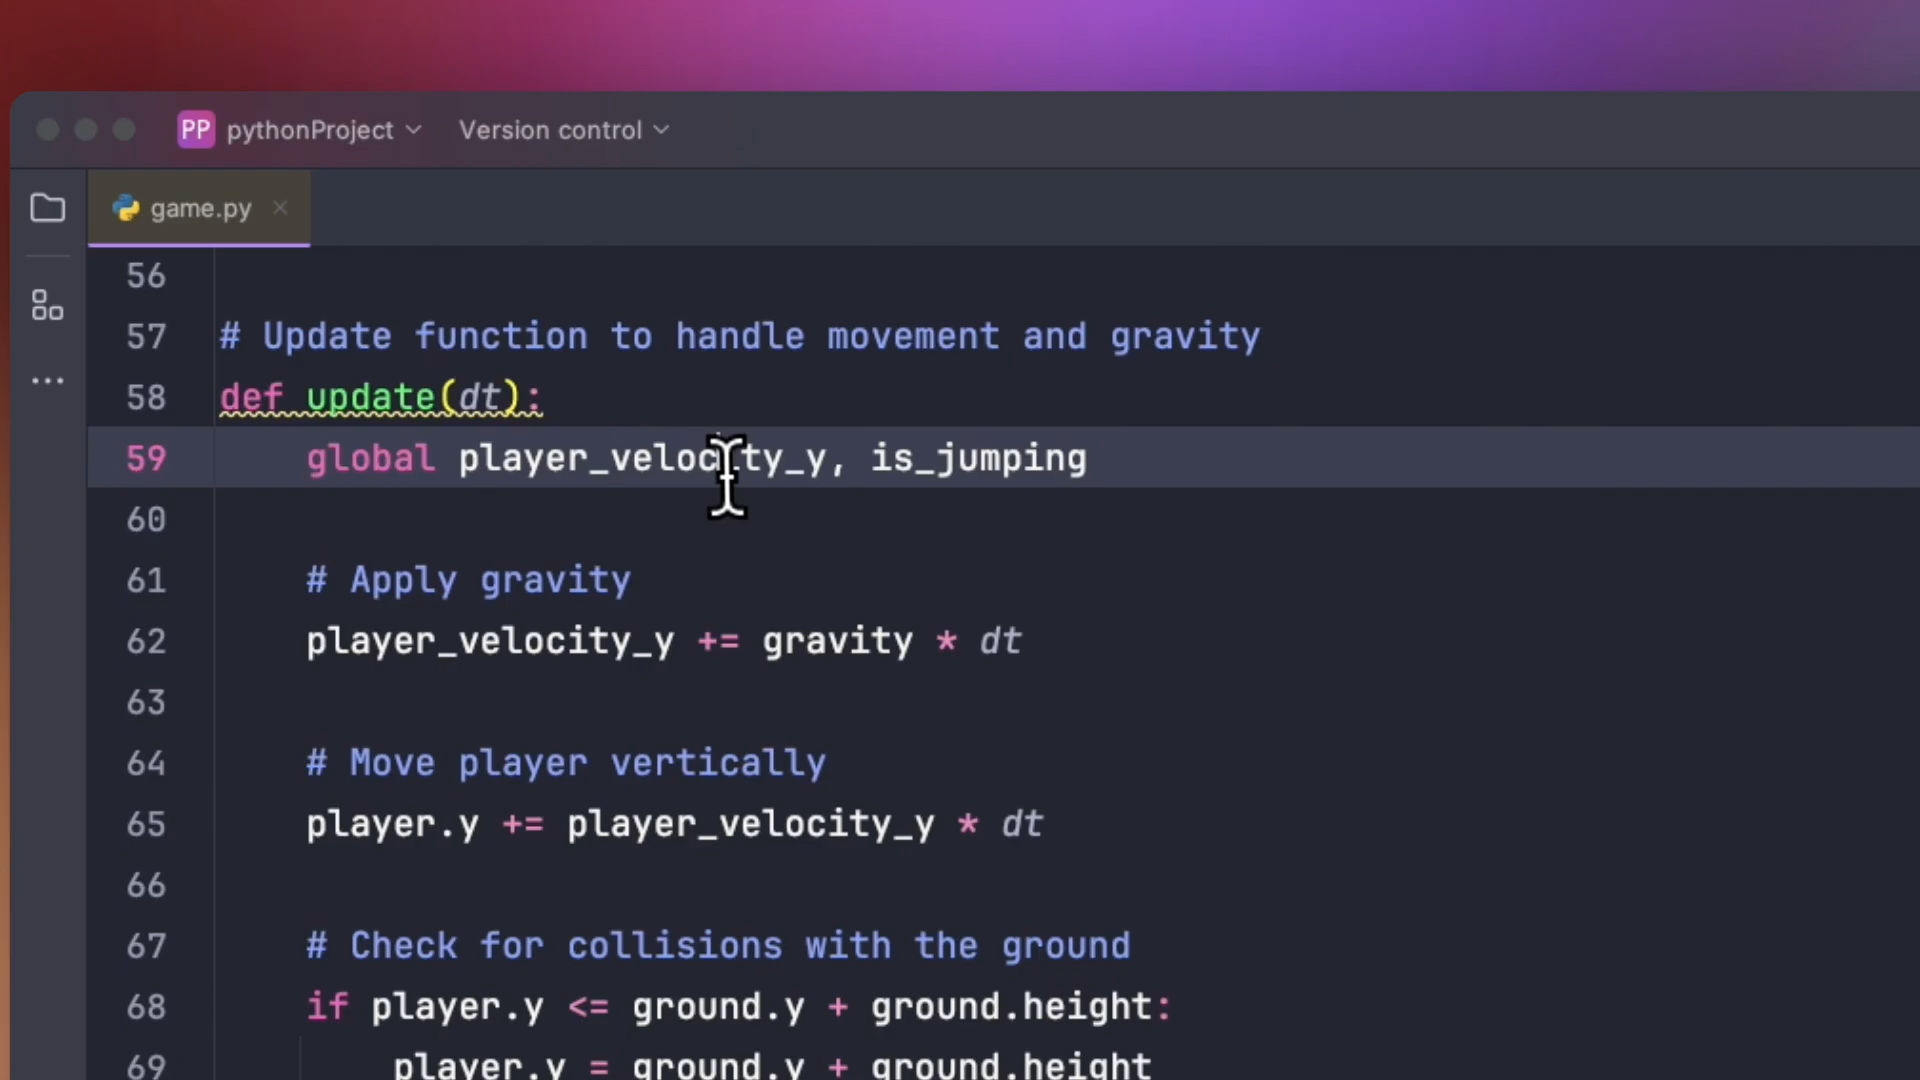 PP pythonProject Version control
game.py
56
57 # Update function to handle movement and gravity
58 def update(dt):
59     global player_velocity_y, is_jumping
60
61     # Apply gravity
62     player_velocity_y += gravity * dt
63
64     # Move player vertically
65     player.y += player_velocity_y * dt
66
67     # Check for collisions with the ground
68     if player.y <= ground.y + ground.height:
69         player.y = ground.y + ground.height